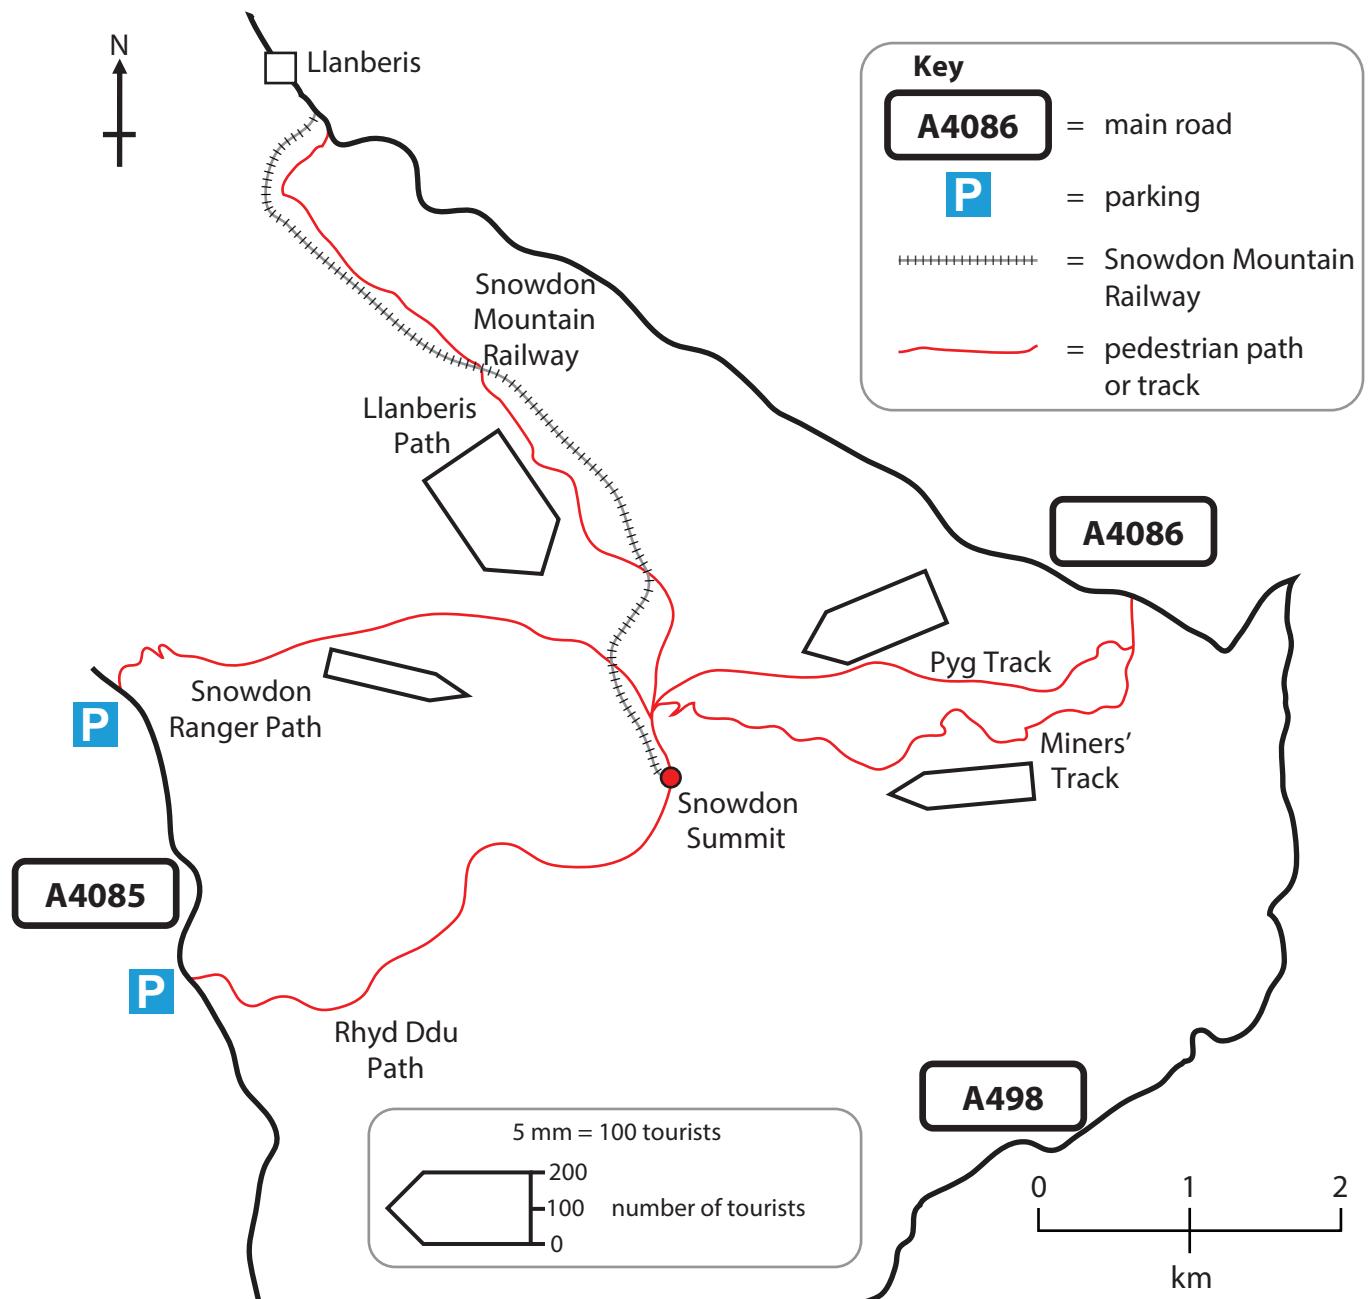 N
Llanberis
Key
A4086
= main road
P
= parking
= Snowdon Mountain
Railway
= pedestrian path
or track
Snowdon
Mountain
Railway
Llanberis
Path
A4086
Pyg Track
Snowdon
Ranger Path
P
Miners’
Track
Snowdon
Summit
A4085
P
Rhyd Ddu
Path
A498
5 mm = 100 tourists
200
100 number of tourists
0
0 1 2
km